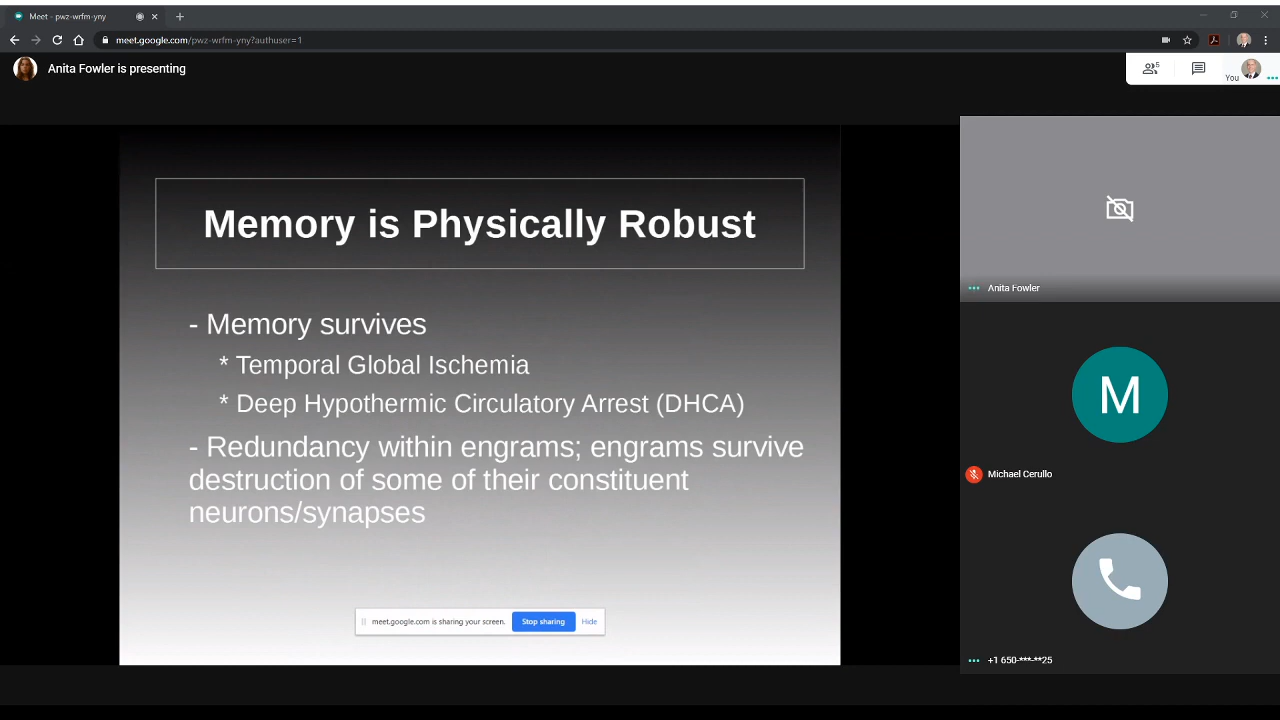 Meet - pwz-wrfm-yny
meet.google.com/pwz-wrfm-yny?authuser=1
Anita Fowler is presenting
5
You
Memory is Physically Robust
- Memory survives
* Temporal Global Ischemia
* Deep Hypothermic Circulatory Arrest (DHCA)
- Redundancy within engrams; engrams survive
destruction of some of their constituent
neurons/synapses
meet.google.com is sharing your screen.
Stop sharing
Hide
Anita Fowler
M
Michael Cerullo
+1 650-***-**25